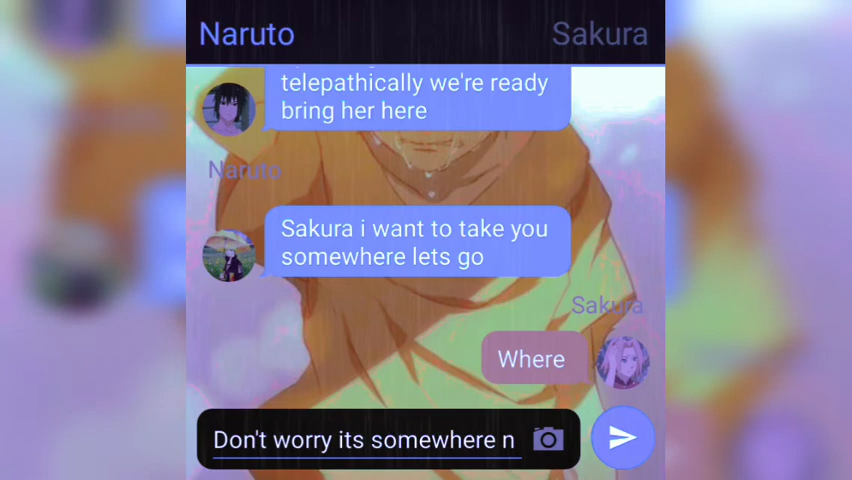 Naruto
Sakura
telepathically we're ready
bring her here
Naruto
Sakura i want to take you
somewhere lets go
Sakura
Where
Don't worry its somewhere n